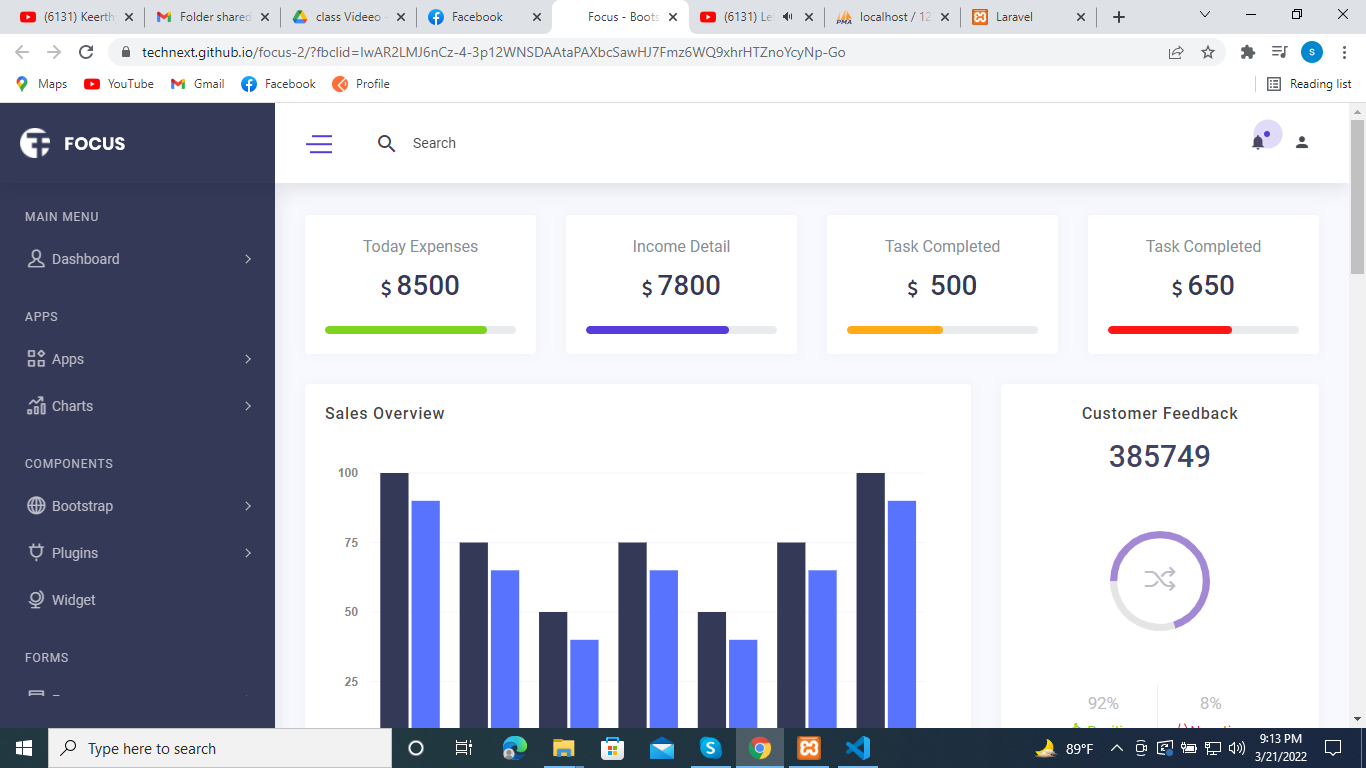 (6131) Keerth
Folder shared
class Videeo -
Facebook
Focus - Boots
(6131) Le
localhost / 12
Laravel
technext.github.io/focus-2/?fbclid=IwAR2LMJ6nCz-4-3p12WNSDAAtaPAXbcSawHJ7Fmz6WQ9xhrHTZnoYcyNp-Go
S
Maps
YouTube
Gmail
Facebook
Profile
Reading list
FOCUS
Search
MAIN MENU
Dashboard
APPS
Apps
Charts
COMPONENTS
Bootstrap
Plugins
Widget
FORMS
Today Expenses
$ 8500
Income Detail
$ 7800
Task Completed
$ 500
Task Completed
$ 650
Sales Overview
100
75
50
25
Customer Feedback
385749
92%
8%
Type here to search
89°F
9:13 PM
3/21/2022